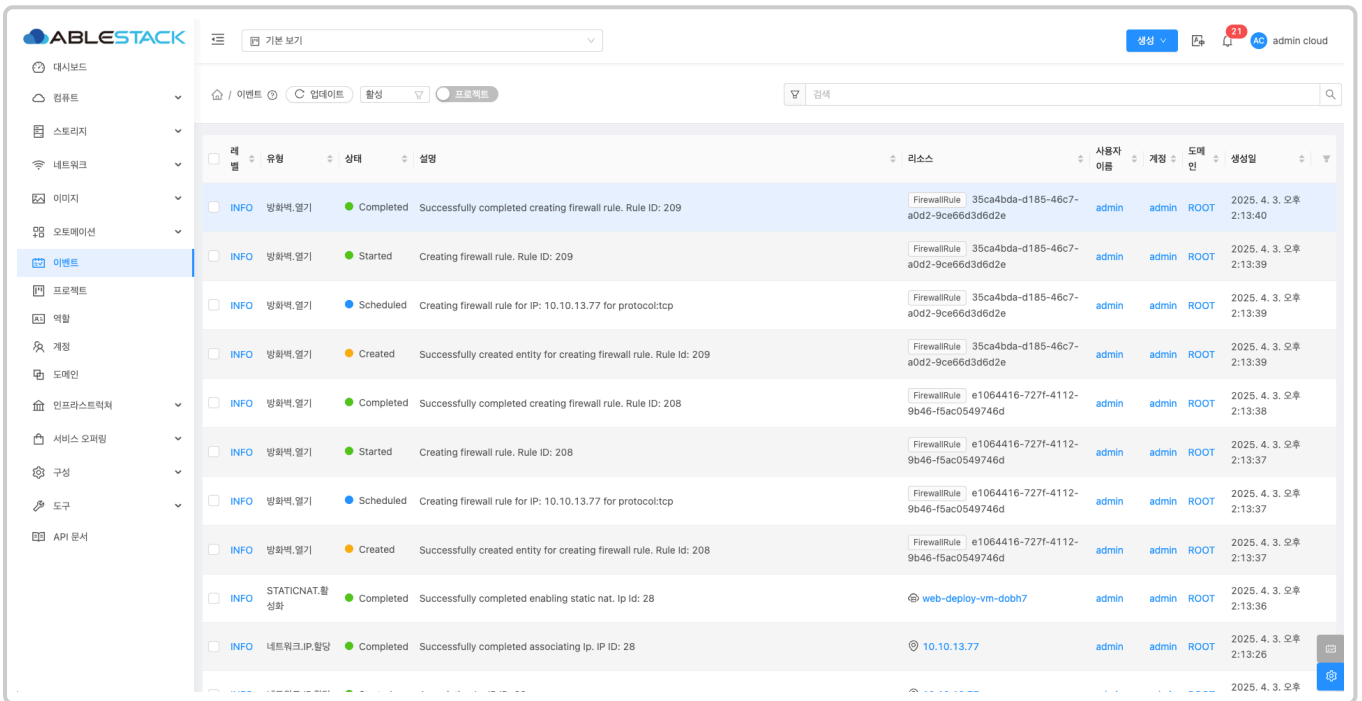 ABLESTACK
기본 보기
생성
21
AC
admin cloud
대시보드
컴퓨트
스토리지
네트워크
이미지
오토메이션
이벤트
프로젝트
역할
계정
도메인
인프라스트럭쳐
서비스 오퍼링
구성
도구
API 문서
/ 이벤트
업데이트
활성
프로젝트
검색
레벨 유형 상태 설명 리소스 사용자 이름 계정 도메인 생성일
INFO 방화벽.열기 Completed Successfully completed creating firewall rule. Rule ID: 209 FirewallRule 35ca4bda-d185-46c7-a0d2-9ce66d3d6d2e admin admin ROOT 2025. 4. 3. 오후 2:13:40
INFO 방화벽.열기 Started Creating firewall rule. Rule ID: 209 FirewallRule 35ca4bda-d185-46c7-a0d2-9ce66d3d6d2e admin admin ROOT 2025. 4. 3. 오후 2:13:39
INFO 방화벽.열기 Scheduled Creating firewall rule for IP: 10.10.13.77 for protocol:tcp FirewallRule 35ca4bda-d185-46c7-a0d2-9ce66d3d6d2e admin admin ROOT 2025. 4. 3. 오후 2:13:39
INFO 방화벽.열기 Created Successfully created entity for creating firewall rule. Rule Id: 209 FirewallRule 35ca4bda-d185-46c7-a0d2-9ce66d3d6d2e admin admin ROOT 2025. 4. 3. 오후 2:13:39
INFO 방화벽.열기 Completed Successfully completed creating firewall rule. Rule ID: 208 FirewallRule e1064416-727f-4112-9b46-f5ac0549746d admin admin ROOT 2025. 4. 3. 오후 2:13:38
INFO 방화벽.열기 Started Creating firewall rule. Rule ID: 208 FirewallRule e1064416-727f-4112-9b46-f5ac0549746d admin admin ROOT 2025. 4. 3. 오후 2:13:37
INFO 방화벽.열기 Scheduled Creating firewall rule for IP: 10.10.13.77 for protocol:tcp FirewallRule e1064416-727f-4112-9b46-f5ac0549746d admin admin ROOT 2025. 4. 3. 오후 2:13:37
INFO 방화벽.열기 Created Successfully created entity for creating firewall rule. Rule Id: 208 FirewallRule e1064416-727f-4112-9b46-f5ac0549746d admin admin ROOT 2025. 4. 3. 오후 2:13:37
INFO STATICNAT.활성화 Completed Successfully completed enabling static nat. Ip Id: 28 web-deploy-vm-dobh7 admin admin ROOT 2025. 4. 3. 오후 2:13:36
INFO 네트워크.IP.할당 Completed Successfully completed associating Ip. IP ID: 28 10.10.13.77 admin admin ROOT 2025. 4. 3. 오후 2:13:26
2025. 4. 3. 오후